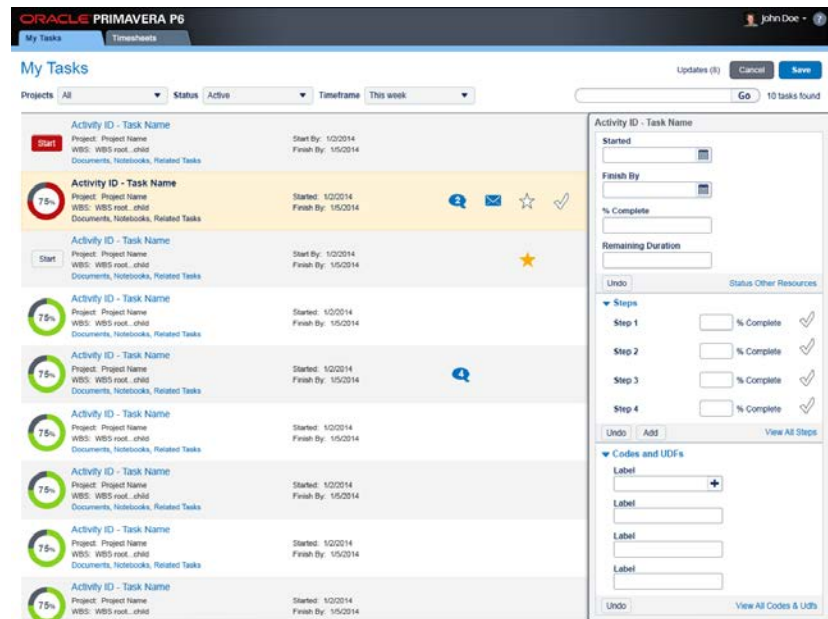 ORACLE PRIMAVERA P6
John Doe
?
My Tasks
Timesheets
My Tasks
Updates (8)
Cancel
Save
Projects All Status Active Timeframe This week
Go
10 tasks found
Start
Activity ID - Task Name
Project: Project Name
WBS: WBS root...child
Documents, Notebooks, Related Tasks
Start By: 1/2/2014
Finish By: 1/5/2014
75%
Activity ID - Task Name
Project: Project Name
WBS: WBS root...child
Documents, Notebooks, Related Tasks
Started: 1/2/2014
Finish By: 1/5/2014
2
Start
Activity ID - Task Name
Project: Project Name
WBS: WBS root...child
Documents, Notebooks, Related Tasks
Start By: 1/2/2014
Finish By: 1/5/2014
75%
Activity ID - Task Name
Project: Project Name
WBS: WBS root...child
Documents, Notebooks, Related Tasks
Started: 1/2/2014
Finish By: 1/5/2014
75%
Activity ID - Task Name
Project: Project Name
WBS: WBS root...child
Documents, Notebooks, Related Tasks
Started: 1/2/2014
Finish By: 1/5/2014
4
75%
Activity ID - Task Name
Project: Project Name
WBS: WBS root...child
Documents, Notebooks, Related Tasks
Started: 1/2/2014
Finish By: 1/5/2014
75%
Activity ID - Task Name
Project: Project Name
WBS: WBS root...child
Documents, Notebooks, Related Tasks
Started: 1/2/2014
Finish By: 1/5/2014
75%
Activity ID - Task Name
Project: Project Name
WBS: WBS root...child
Documents, Notebooks, Related Tasks
Started: 1/2/2014
Finish By: 1/5/2014
75%
Activity ID - Task Name
Project: Project Name
WBS: WBS root...child
Started: 1/2/2014
Finish By: 1/5/2014
Activity ID - Task Name
Started
Finish By
% Complete
Remaining Duration
Undo
Status Other Resources
Steps
Step 1 % Complete
Step 2 % Complete
Step 3 % Complete
Step 4 % Complete
Undo Add View All Steps
Codes and UDFs
Label
Label
Label
Label
Undo View All Codes & Udfs